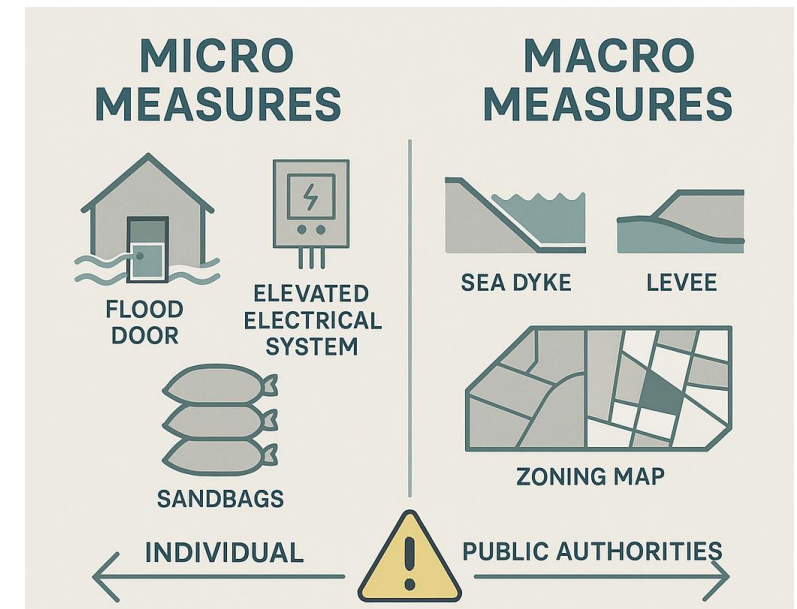 MICRO
MEASURES
MACRO
MEASURES
FLOOD
DOOR
ELEVATED
ELECTRICAL
SYSTEM
SANDBAGS
SEA DYKE
LEVEE
ZONING MAP
INDIVIDUAL
PUBLIC AUTHORITIES